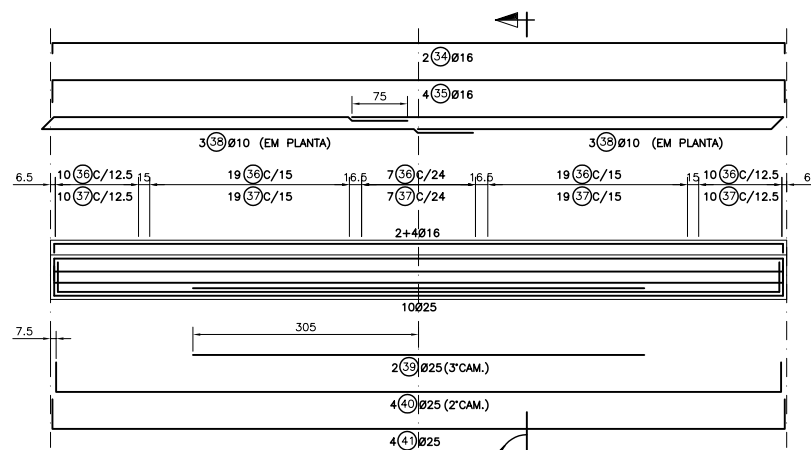 2 34 Ø16
4 35 Ø16
75
3 38 Ø10 (EM PLANTA) 3 38 Ø10 (EM PLANTA)
6.5 10 36 C/12.5 15 19 36 C/15 16.5 7 36 C/24 16.5 19 36 C/15 15 10 36 C/12.5 6
10 37 C/12.5 19 37 C/15 7 37 C/24 19 37 C/15 10 37 C/12.5
2+4Ø16
10Ø25
305
7.5
2 39 Ø25 (3°CAM.)
4 40 Ø25 (2°CAM.)
4 41 Ø25